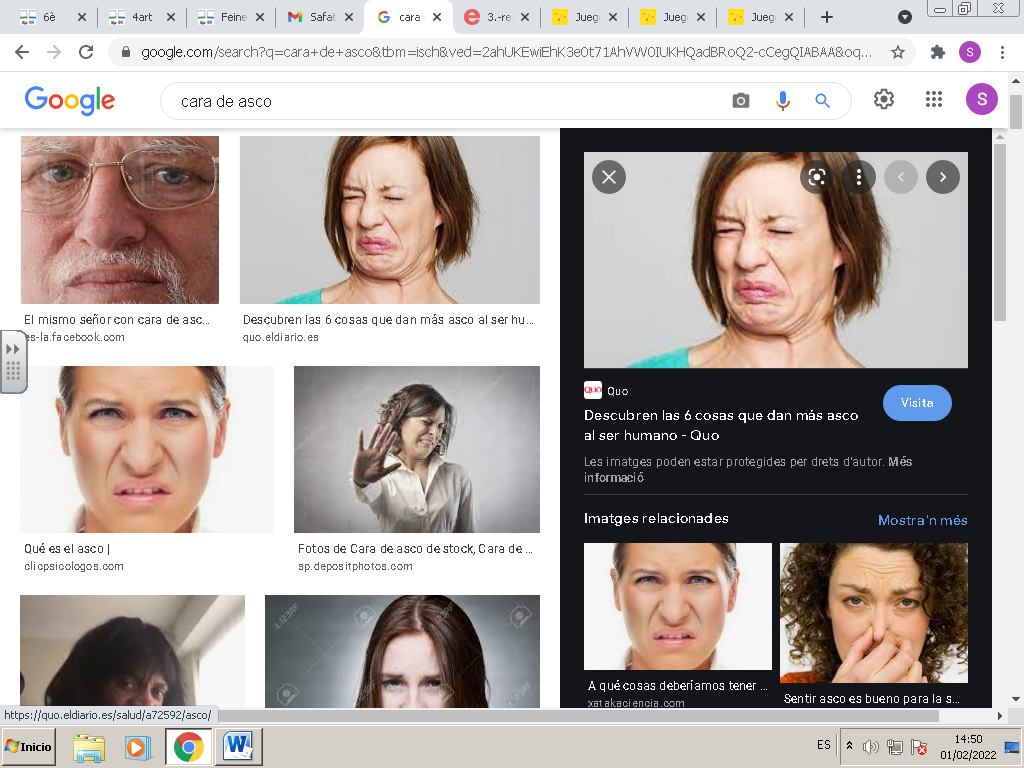 6è
4art
Feine
Safat
cara
3.-re
Jueg
Jueg
Jueg
google.com/search?q=cara+de+asco&tbm=isch&ved=2ahUKEwiEhK3e0t71AhVW0IUKHQadBRoQ2-cCegQIABAA&oq...
S
Google
cara de asco
S
El mismo señor con cara de asc...
es-la.facebook.com
Descubren las 6 cosas que dan más asco al ser hu...
quo.eldiario.es
Qué es el asco |
clicpsicologos.com
Fotos de Cara de asco de stock, Cara de ...
sp.depositphotos.com
123RF
123RF
quo
Quo
Descubren las 6 cosas que dan más asco
al ser humano - Quo
Visita
Les imatges poden estar protegides per drets d'autor. Més
informació
Imatges relacionades
Mostra'n més
A qué cosas deberíamos tener ...
xatakaciencia.com
Sentir asco es bueno para la s...
https://quo.eldiario.es/salud/a72592/asco/
Inicio
ES
14:50
01/02/2022